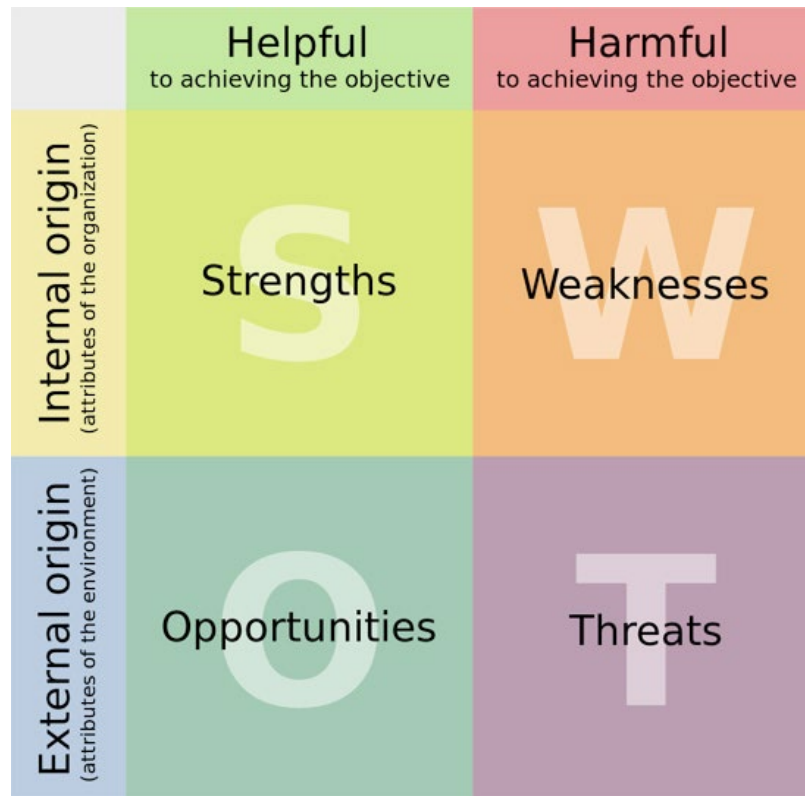 Helpful
to achieving the objective
Harmful
to achieving the objective
Internal origin
(attributes of the organization)
S
Strengths
W
Weaknesses
External origin
(attributes of the environment)
O
Opportunities
T
Threats